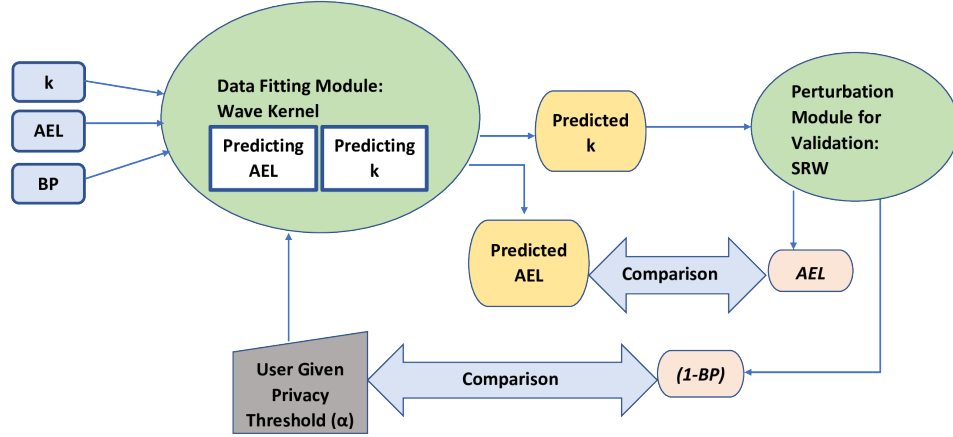 k
AEL
BP
Data Fitting Module:
Wave Kernel
Predicting
AEL
Predicting
k
Predicted
k
Perturbation
Module for
Validation:
SRW
Predicted
AEL
Comparison
AEL
User Given
Privacy
Threshold (α)
Comparison
(1-BP)